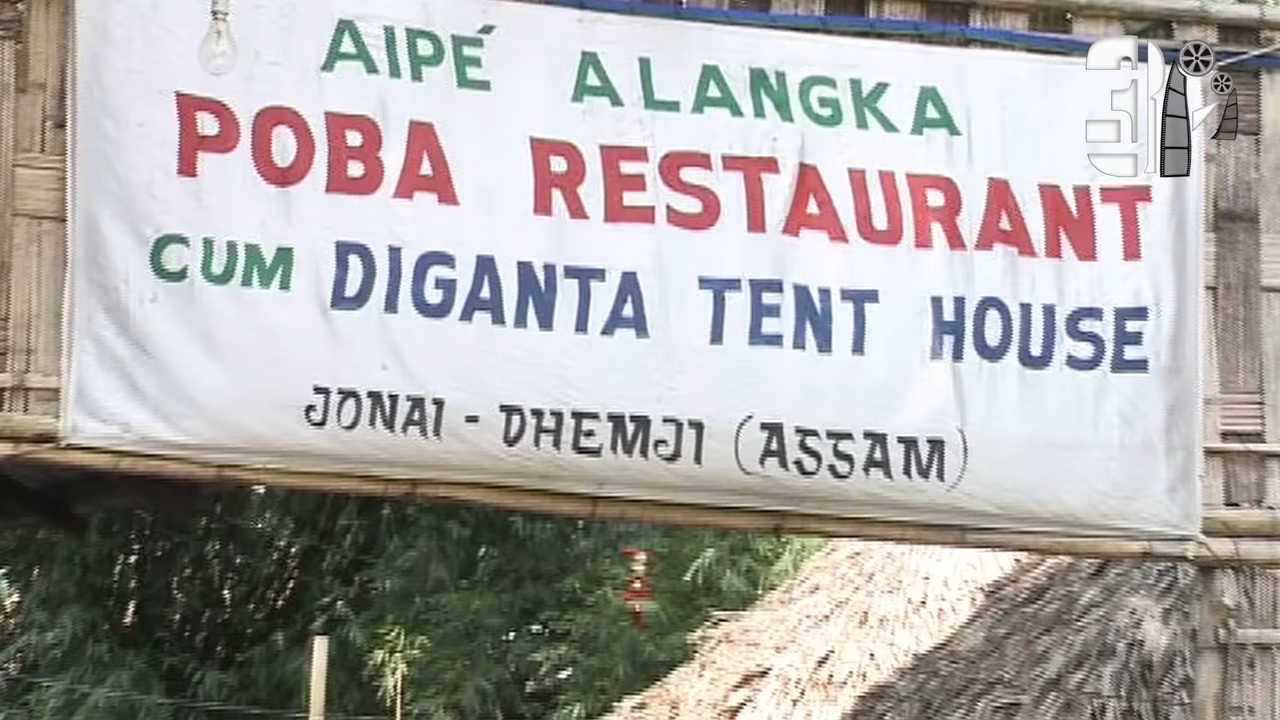 AIPÉ ALANGKA
POBA RESTAURANT
CUM DIGANTA TENT HOUSE
JONAI - DHEMJI (ASSAM)